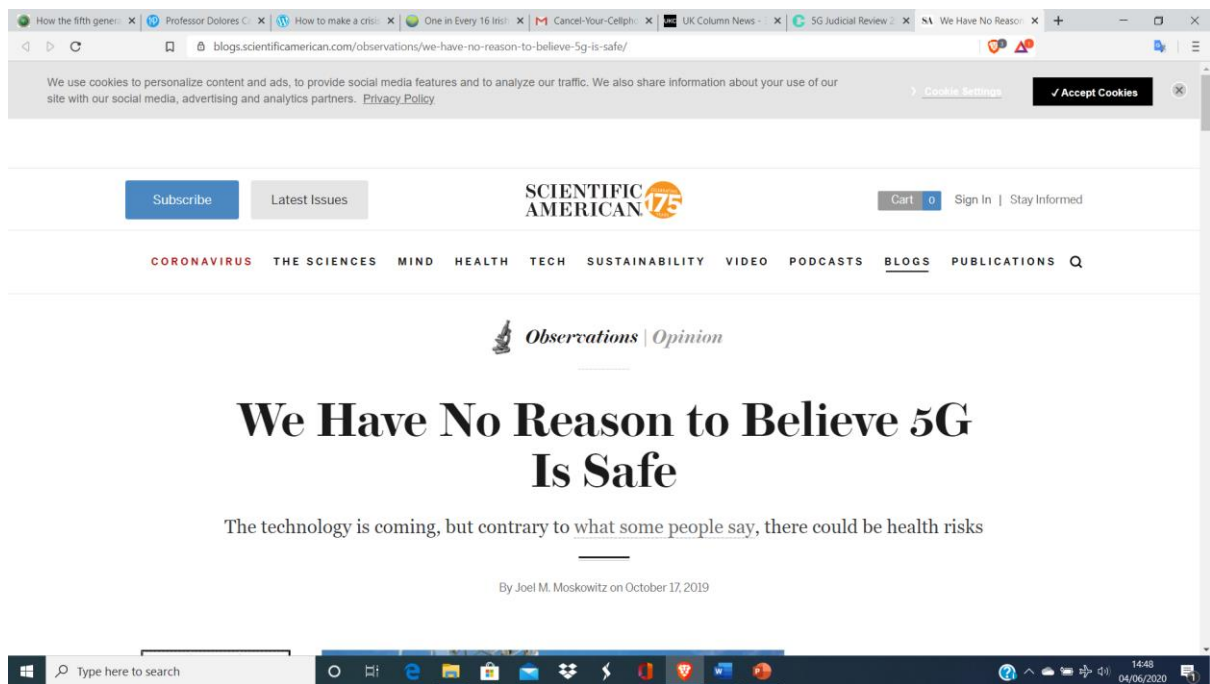 How the fifth genera
Professor Dolores C
How to make a crisi
One in Every 16 Irish
Cancel-Your-Cellpho
UK Column News -
5G Judicial Review 2
We Have No Reason
blogs.scientificamerican.com/observations/we-have-no-reason-to-believe-5g-is-safe/
We use cookies to personalize content and ads, to provide social media features and to analyze our traffic. We also share information about your use of our
site with our social media, advertising and analytics partners. Privacy Policy
Cookie Settings
✓ Accept Cookies
Subscribe
Latest Issues
SCIENTIFIC
AMERICAN
175
Cart 0
Sign In | Stay Informed
CORONAVIRUS THE SCIENCES MIND HEALTH TECH SUSTAINABILITY VIDEO PODCASTS BLOGS PUBLICATIONS
Observations | Opinion
We Have No Reason to Believe 5G
Is Safe
The technology is coming, but contrary to what some people say, there could be health risks
By Joel M. Moskowitz on October 17, 2019
Type here to search
14:48
04/06/2020